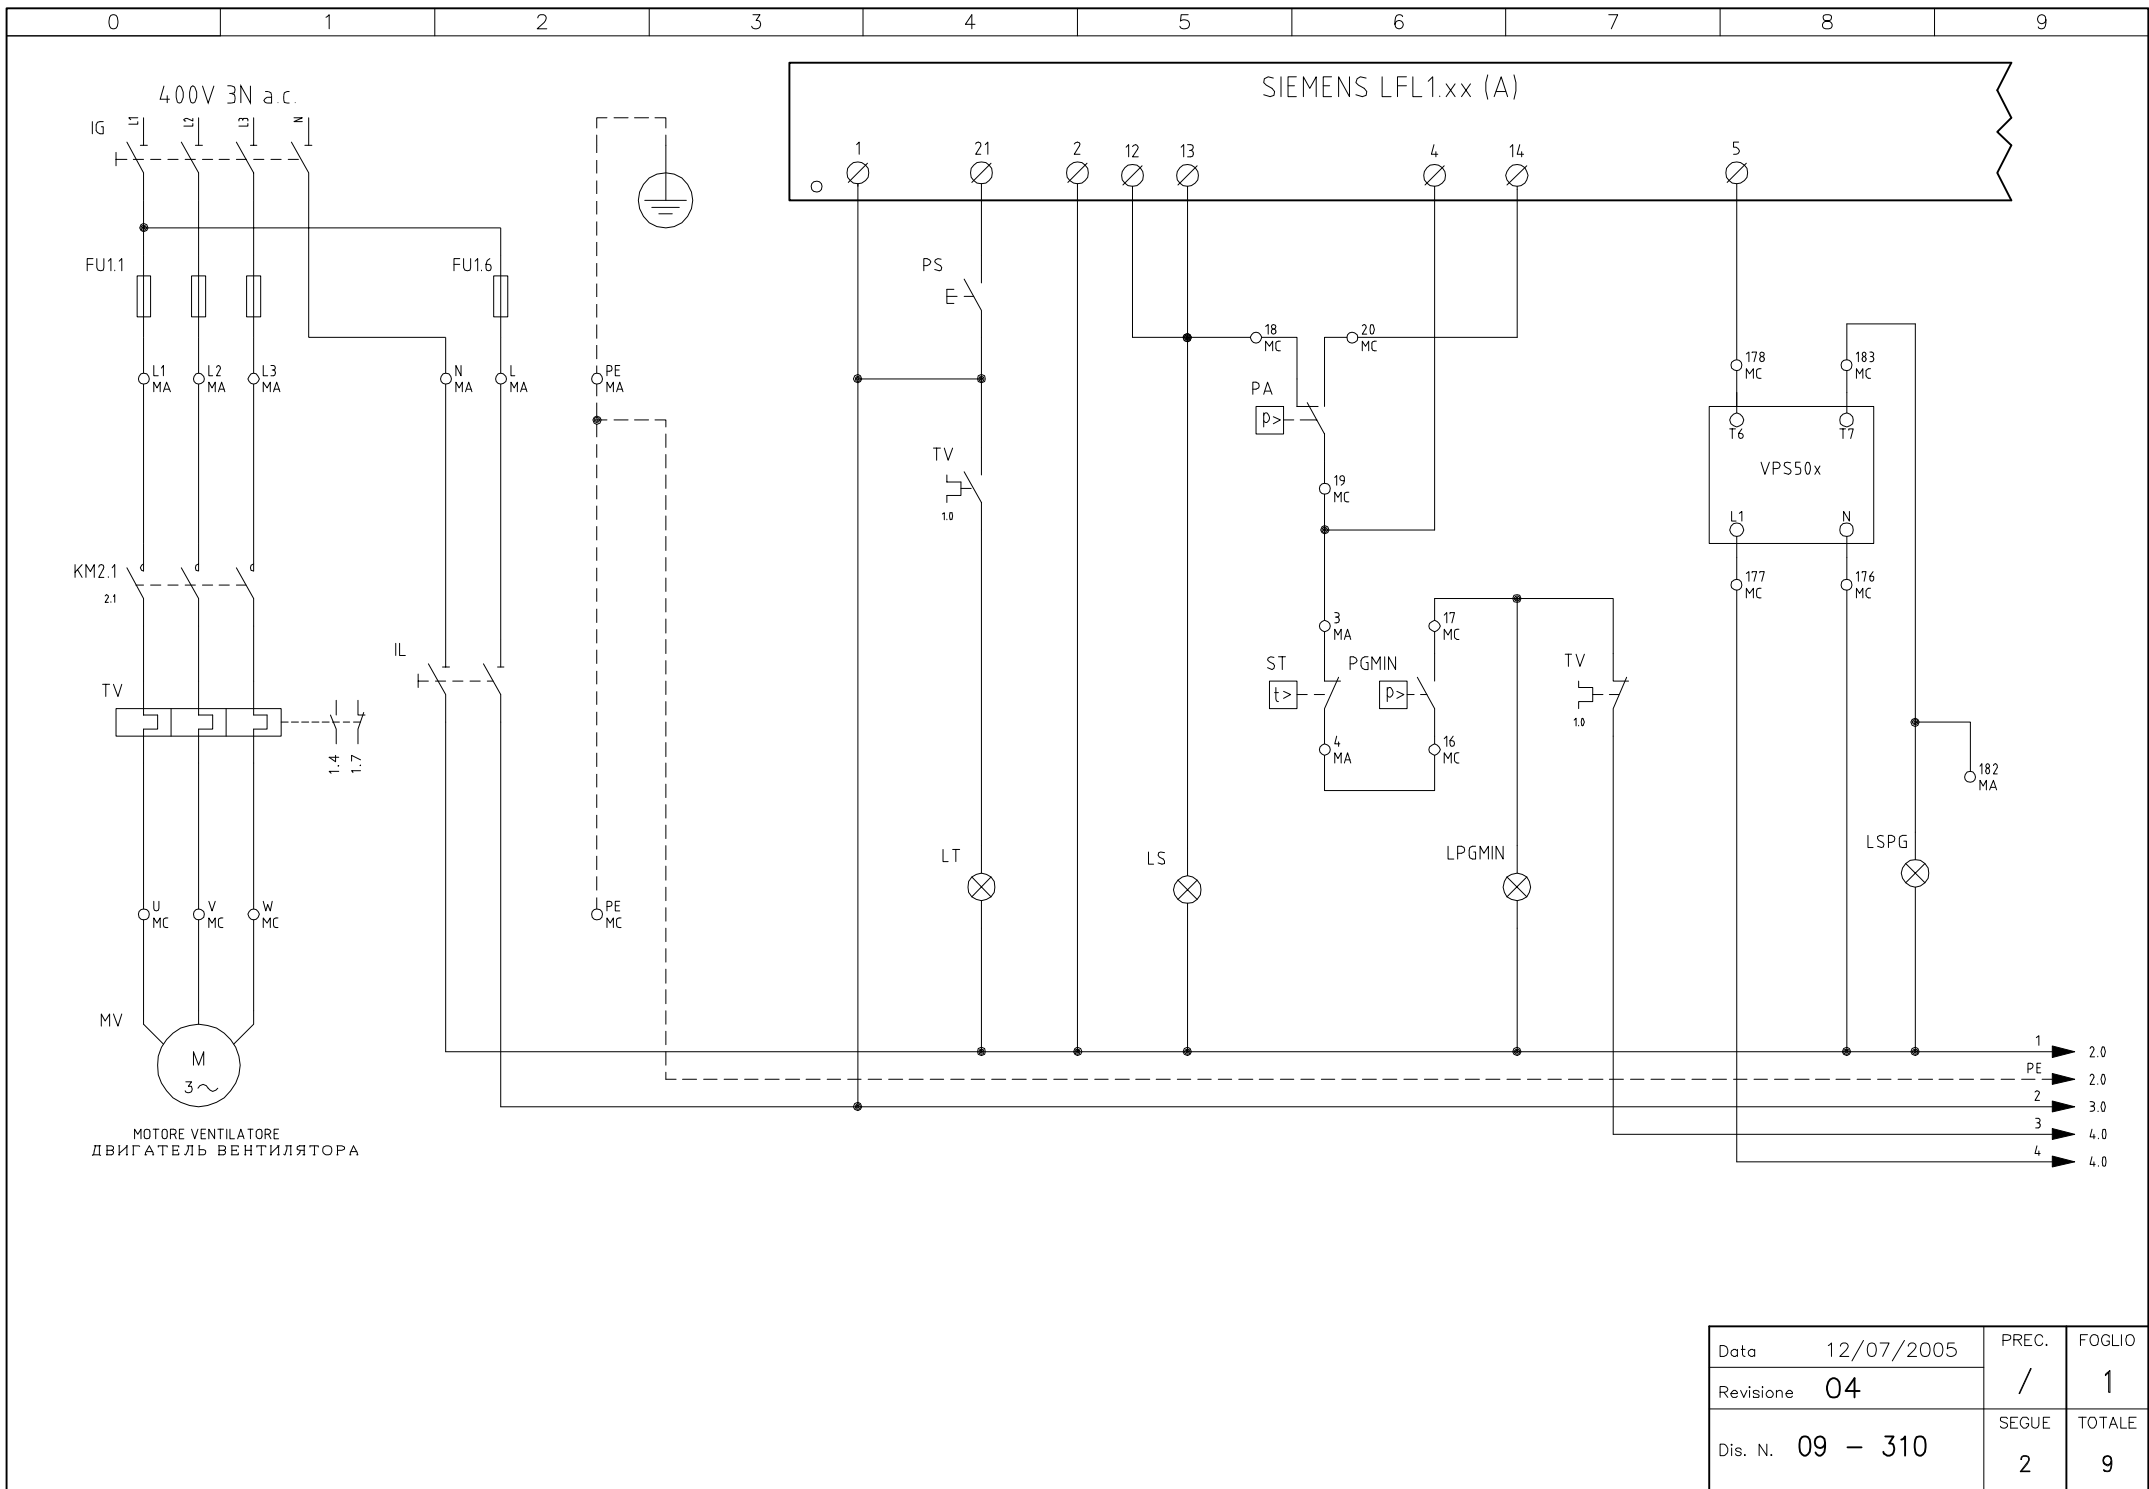 0 1 2 3 4 5 6 7 8 9
400V 3N a.c.
SIEMENS LFL1.xx (A)
IG L1 L2 L3 N
1 21 2 12 13 4 14 5
FU1.1 FU1.6 PS
18 MC
20 MC
L1 MA
L2 MA
L3 MA
N MA
L MA
PE MA
178 MC
183 MC
PA
p>
T6 T7
TV
1.0
VPS50x
19 MC
L1 N
KM2.1
2.1
177 MC
176 MC
3 MA
17 MC
IL
ST
t>
PGMIN
p>
TV
1.0
TV
1.4
1.7
4 MA
16 MC
182 MA
LT LS LPGMIN LSPG
U MC
V MC
W MC
PE MC
MV
M
3~
1 2.0
PE 2.0
2 3.0
3 4.0
4 4.0
MOTORE VENTILATORE
ДВИГАТЕЛЬ ВЕНТИЛЯТОРА
Data 12/07/2005
PREC. /
FOGLIO 1
Revisione 04
Dis. N. 09 - 310
SEGUE 2
TOTALE 9